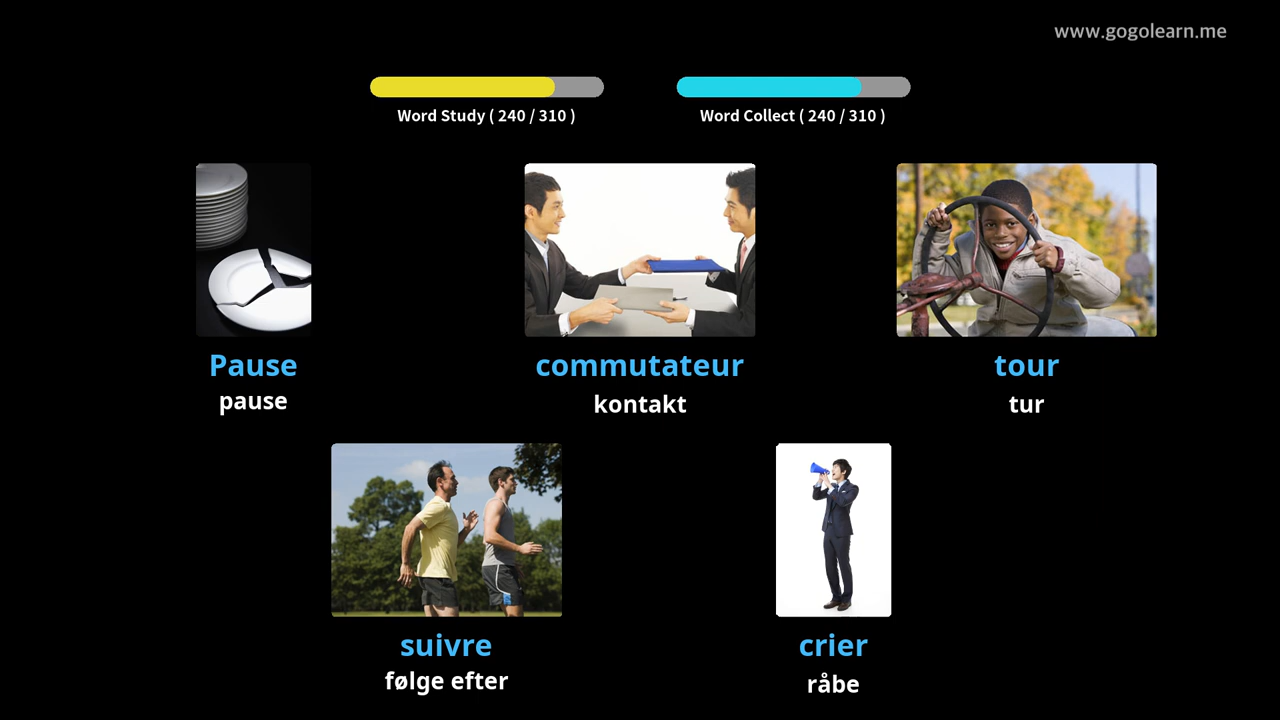 www.gogolearn.me
Word Study ( 240 / 310 )
Word Collect ( 240 / 310 )
Pause
pause
commutateur
kontakt
tour
tur
suivre
følge efter
crier
råbe